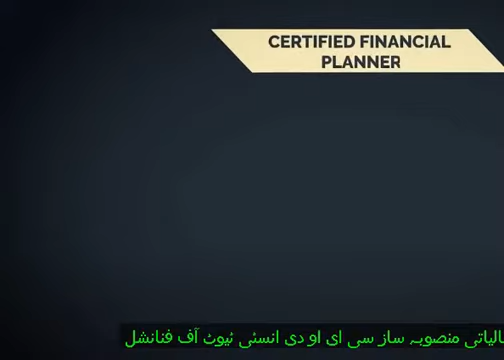 CERTIFIED FINANCIAL
PLANNER
منصوبہ ساز سی ای او دی انسٹی ٹیوٹ آف فنانشل